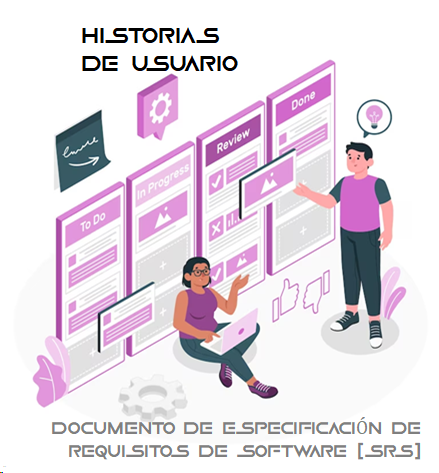 HISTORIAS
DE USUARIO
Done
Review
In Progress
To Do
DOCUMENTO DE ESPECIFICACIÓN DE
REQUISITOS DE SOFTWARE [SRS]